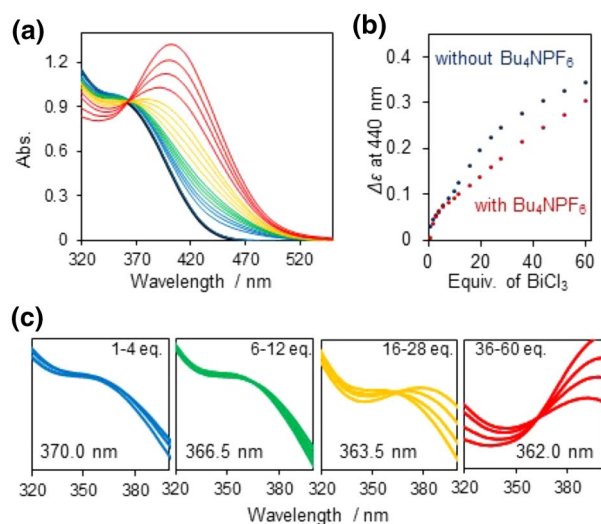 (a)
1.2
0.9
0.6
0.3
0
Abs.
320 370 420 470 520
Wavelength / nm
(b)
0.4
0.3
0.2
0.1
0
Δε at 440 nm
without Bu₄NPF₆
with Bu₄NPF₆
0 20 40 60
Equiv. of BiCl₃
(c)
1-4 eq.
370.0 nm
6-12 eq.
366.5 nm
16-28 eq.
363.5 nm
36-60 eq.
362.0 nm
320 350 380
320 350 380
320 350 380
320 350 380
Wavelength / nm
Wavelength / nm